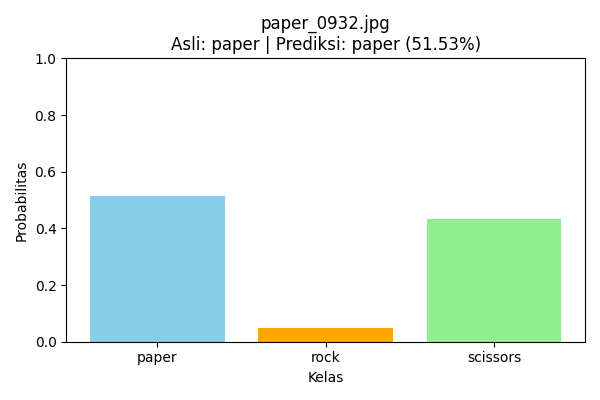 paper_0932.jpg
Asli: paper | Prediksi: paper (51.53%)
1.0
0.8
0.6
0.4
0.2
0.0
Probabilitas
paper rock scissors
Kelas